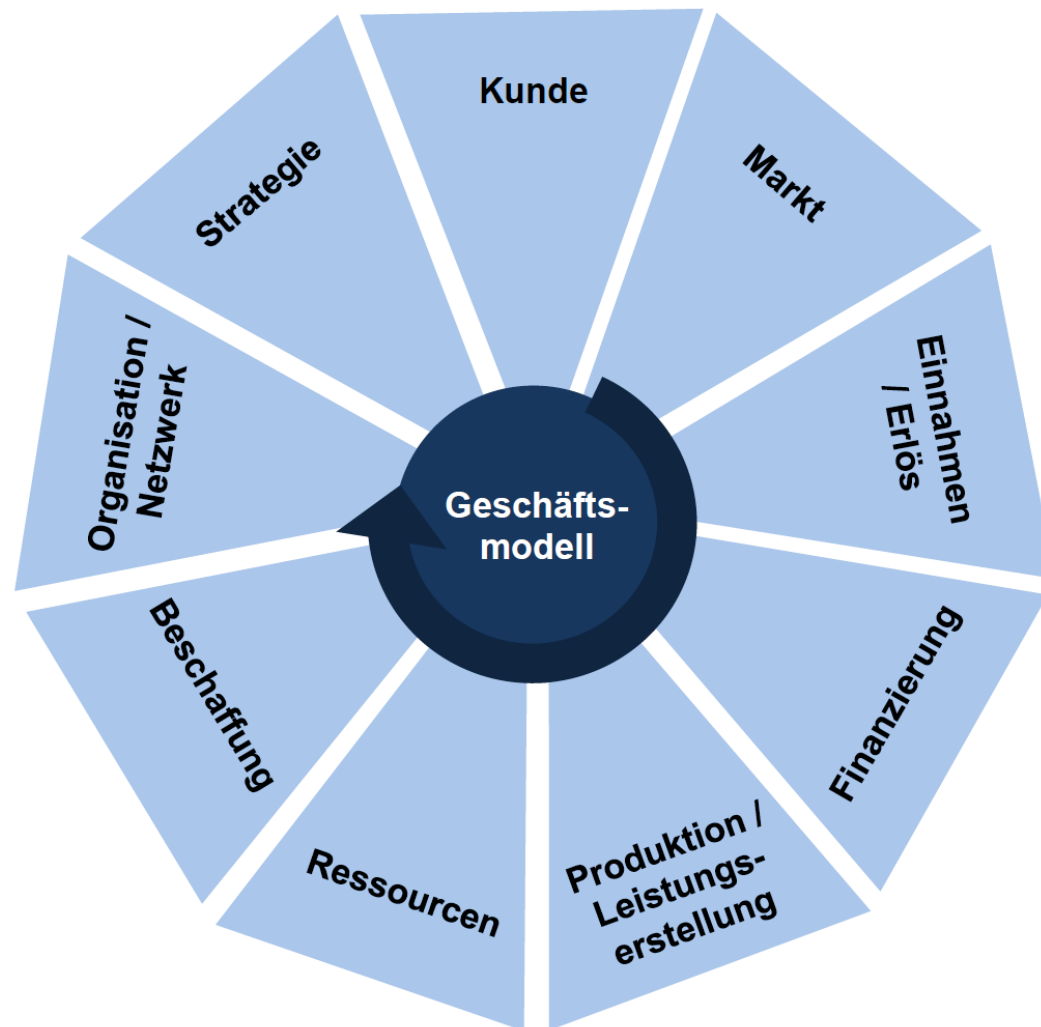 Kunde
Markt
Einnahmen
/ Erlös
Finanzierung
Produktion /
Leistungs-
erstellung
Ressourcen
Beschaffung
Organisation /
Netzwerk
Strategie
Geschäfts-
modell